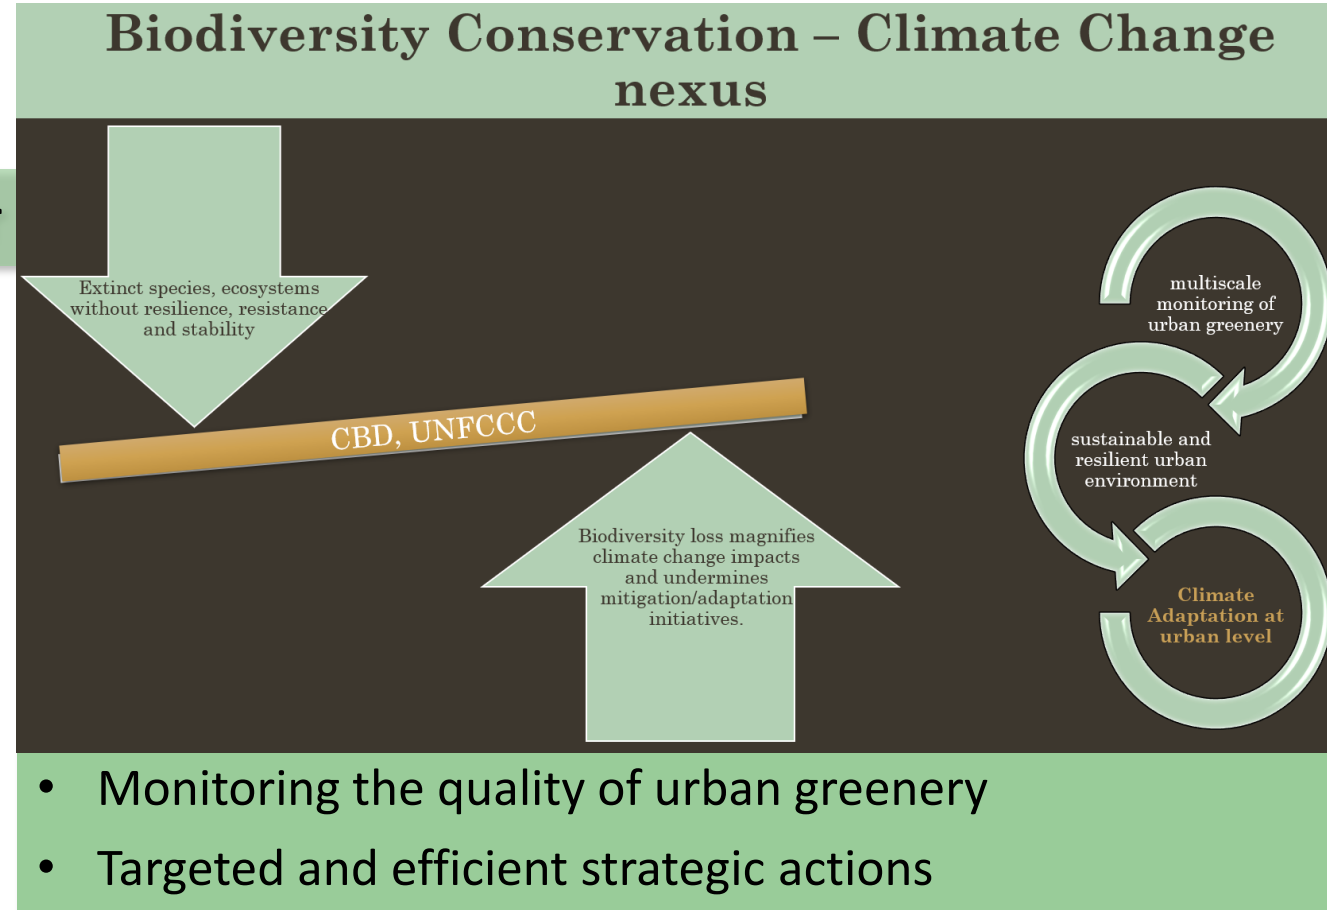 Biodiversity Conservation – Climate Change
nexus
Extinct species, ecosystems
without resilience, resistance
and stability
CBD, UNFCCC
Biodiversity loss magnifies
climate change impacts
and undermines
mitigation/adaptation
initiatives.
multiscale
monitoring of
urban greenery
sustainable and
resilient urban
environment
Climate
Adaptation at
urban level
• Monitoring the quality of urban greenery
• Targeted and efficient strategic actions